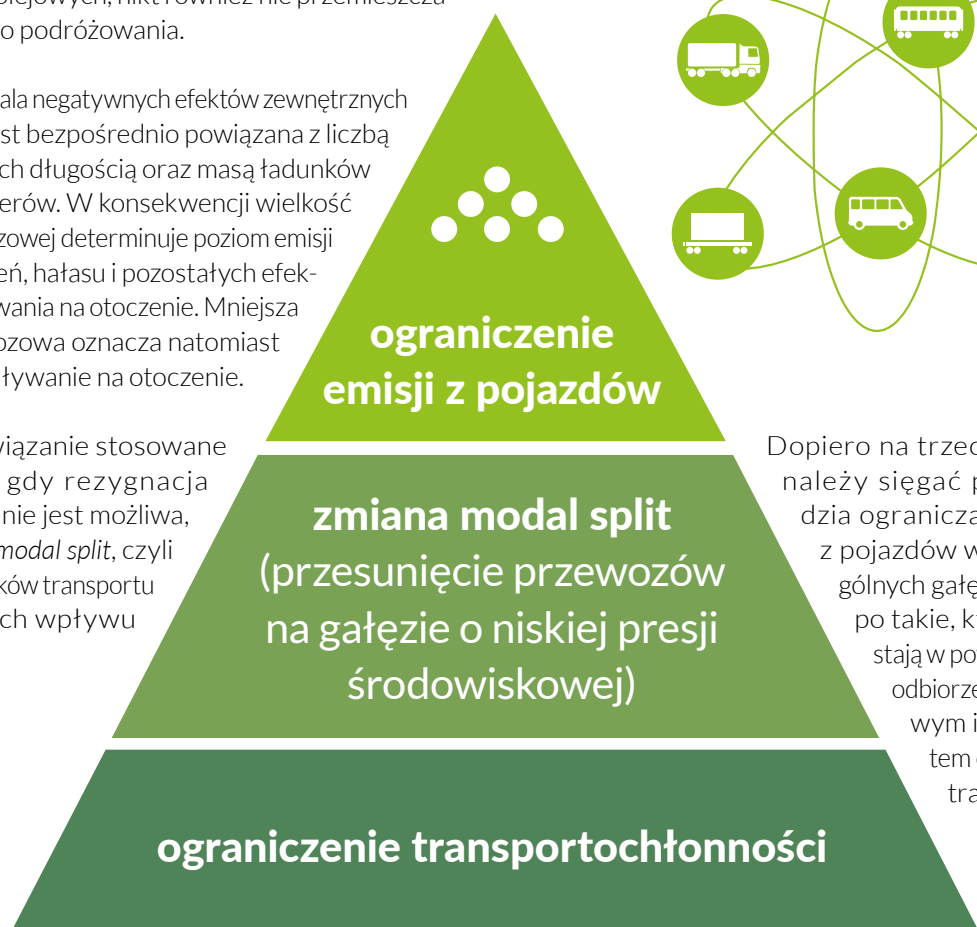 o podróżowania.
ala negatywnych efektów zewnętrznych
st bezpośrednio powiązana z liczbą
ch długością oraz masą ładunków
erów. W konsekwencji wielkość
zowej determinuje poziom emisji
eń, hałasu i pozostałych efek-
wania na otoczenie. Mniejsza
ozowa oznacza natomiast
ływanie na otoczenie.
wiązanie stosowane
gdy rezygnacja
nie jest możliwa,
modal split, czyli
ków transportu
ch wpływu
ograniczenie
emisji z pojazdów
zmiana modal split
(przesunięcie przewozów
na gałęzie o niskiej presji
środowiskowej)
ograniczenie transportochłonności
Dopiero na trzec
należy sięgać p
dzia ogranicza
z pojazdów w
gólnych gałę
po takie, k
stają w po
odbiorze
wym i
tem
tra